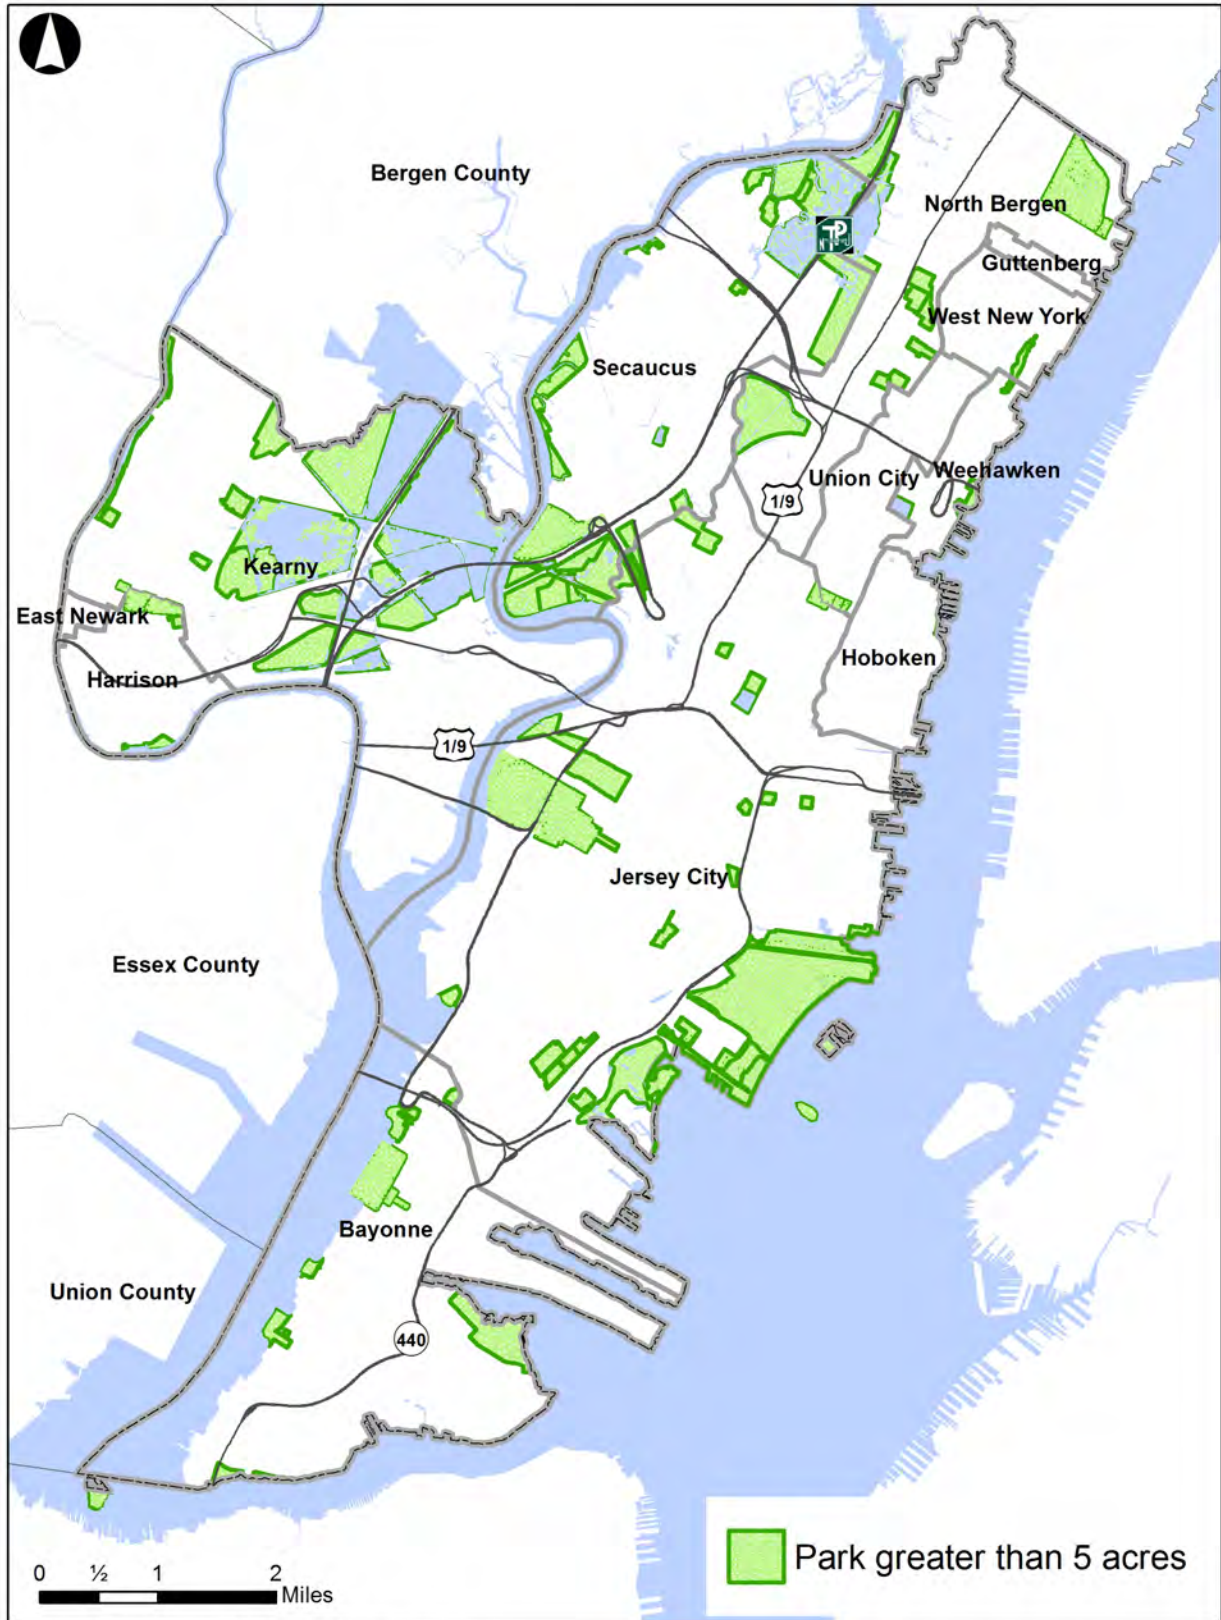 Bergen County
North Bergen
Guttenberg
TP
West New York
Secaucus
Union City
Weehawken
1/9
Kearny
East Newark
Hoboken
Harrison
1/9
Jersey City
Essex County
Bayonne
Union County
440
Park greater than 5 acres
0 ½ 1 2
Miles